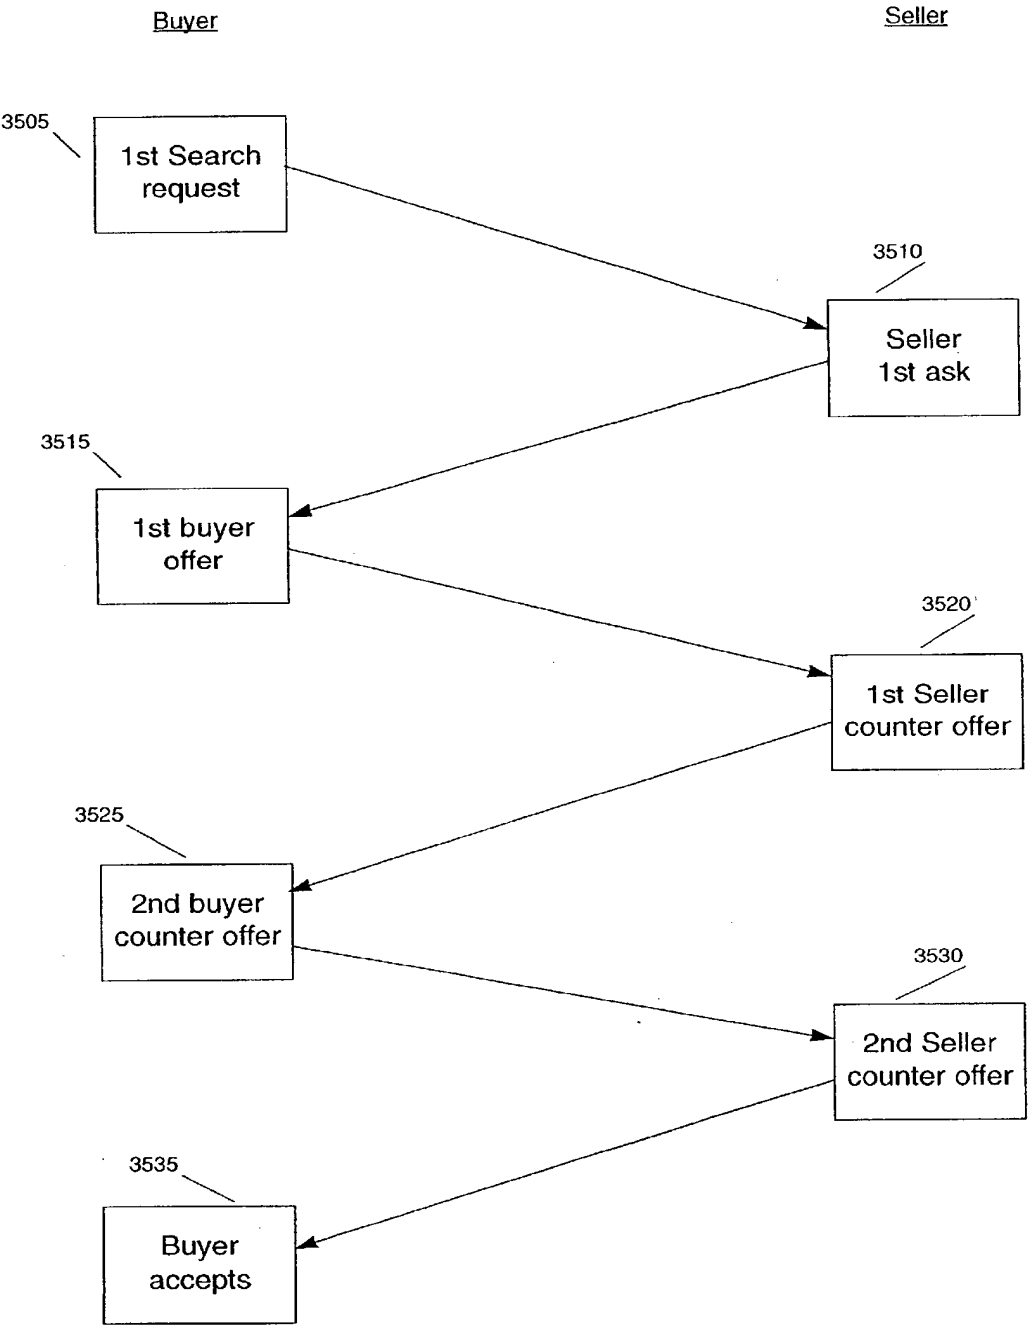 Buyer
Seller
3505
1st Search
request
3510
Seller
1st ask
3515
1st buyer
offer
3520
1st Seller
counter offer
3525
2nd buyer
counter offer
3530
2nd Seller
counter offer
3535
Buyer
accepts